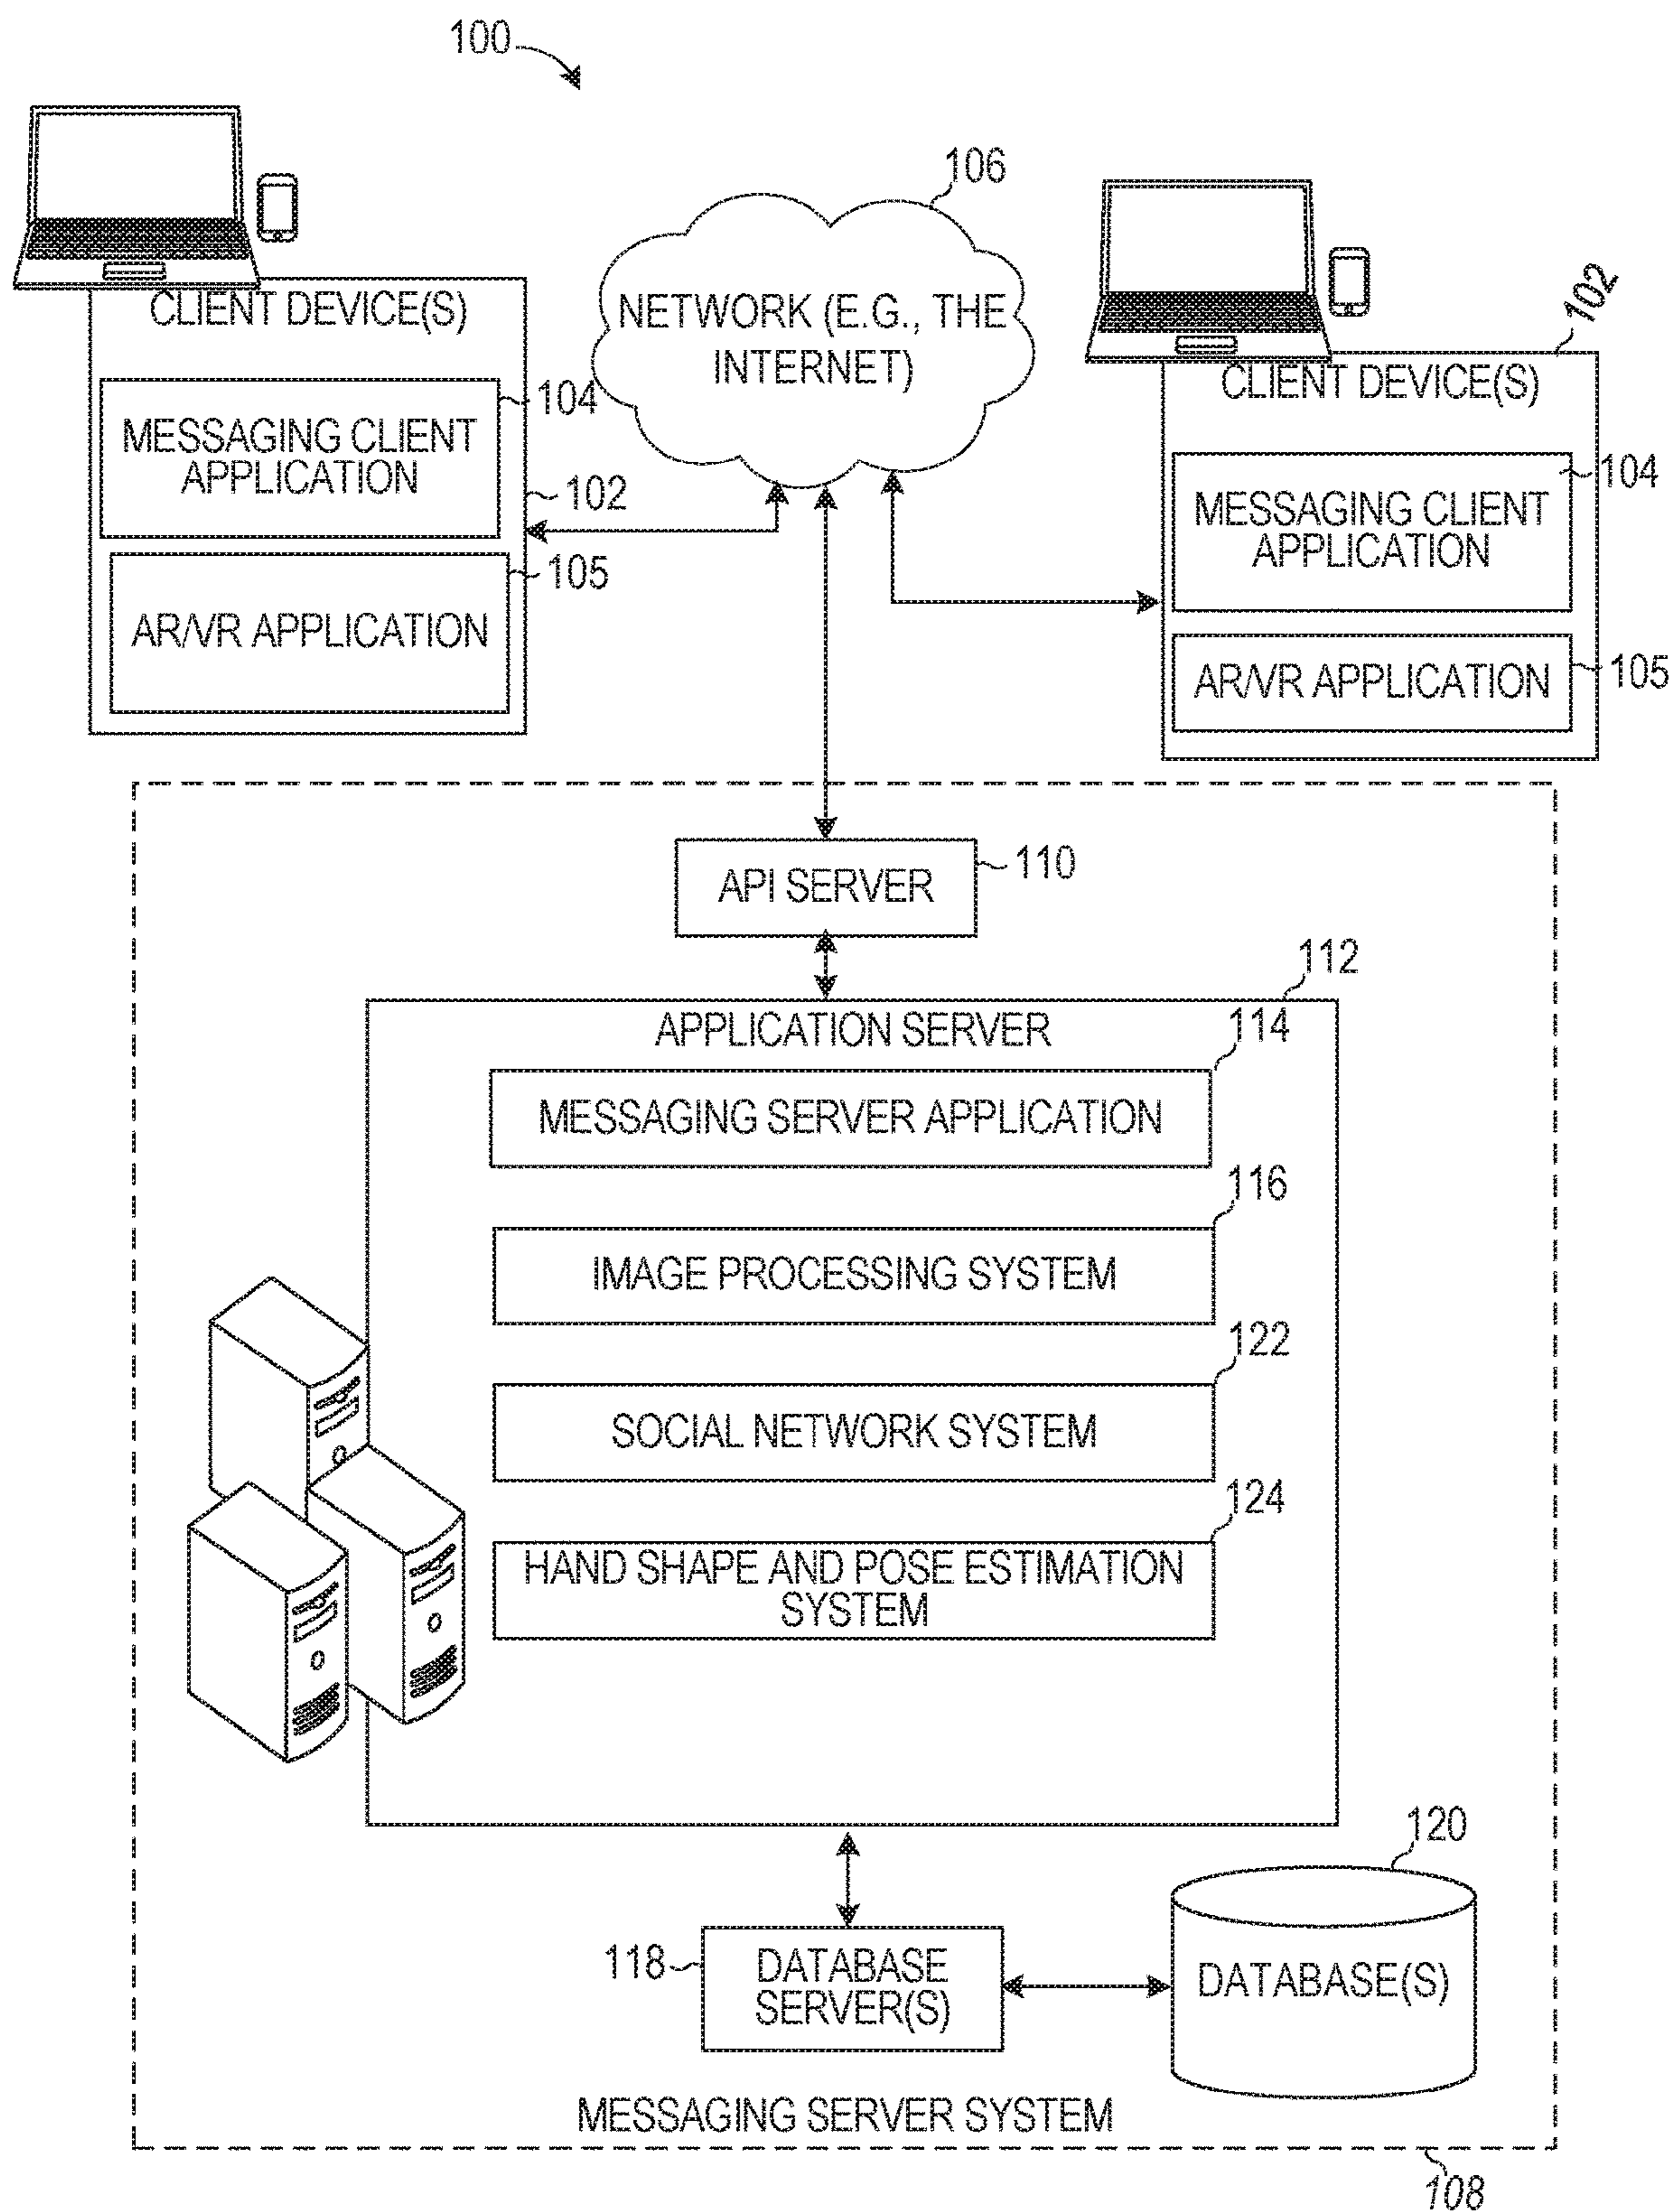 100
106
NETWORK (E.G., THE
INTERNET)
CLIENT DEVICE(S)
104
MESSAGING CLIENT
APPLICATION
102
105
AR/VR APPLICATION
102
CLIENT DEVICE(S)
104
MESSAGING CLIENT
APPLICATION
105
AR/VR APPLICATION
110
API SERVER
112
APPLICATION SERVER
114
MESSAGING SERVER APPLICATION
116
IMAGE PROCESSING SYSTEM
122
SOCIAL NETWORK SYSTEM
124
HAND SHAPE AND POSE ESTIMATION
SYSTEM
120
118
DATABASE
SERVER(S)
DATABASE(S)
MESSAGING SERVER SYSTEM
108